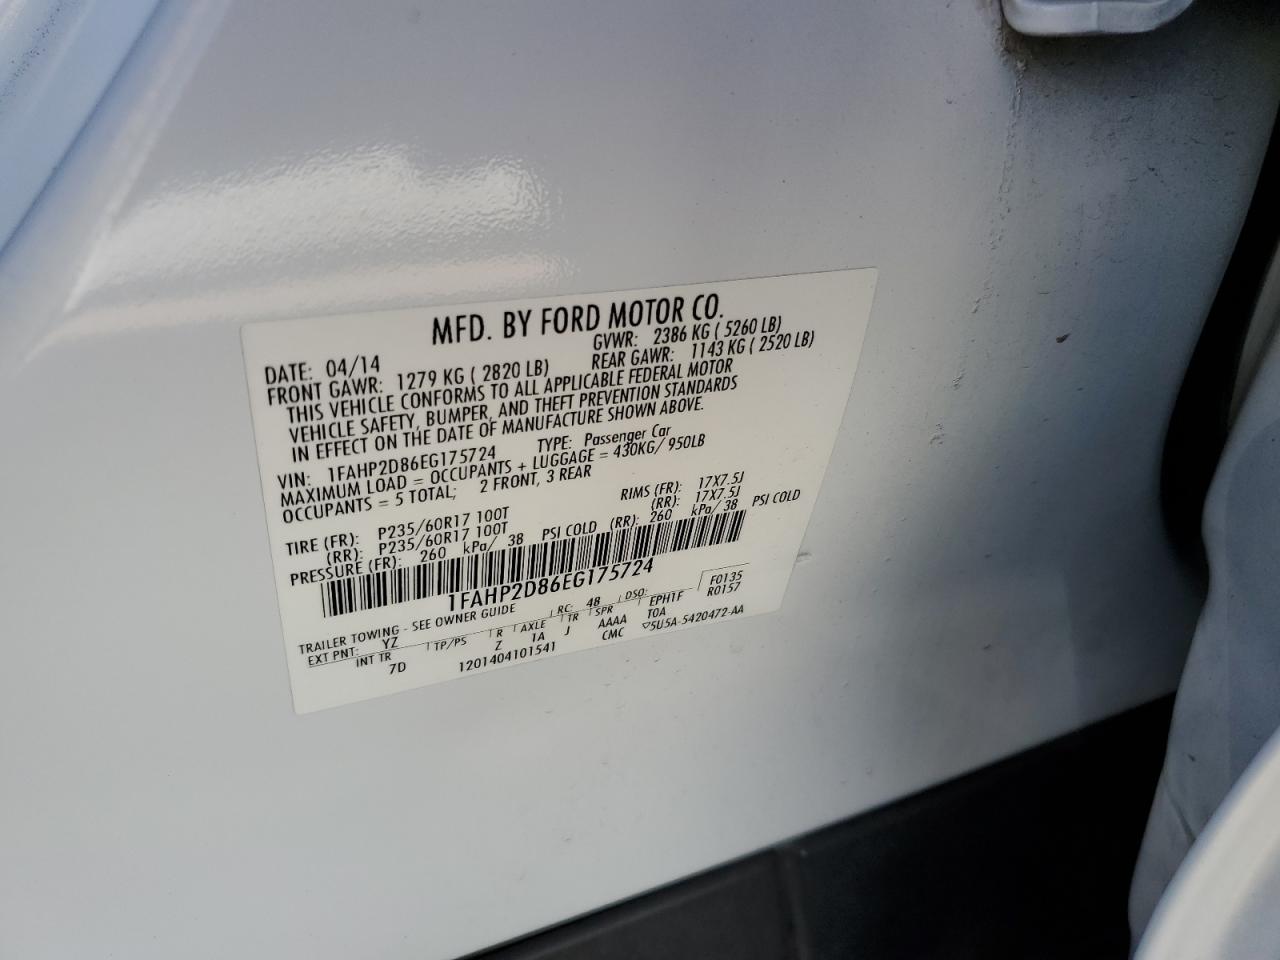 MFD. BY FORD MOTOR CO.
DATE: 04/14 GVWR: 2386 KG ( 5260 LB)
FRONT GAWR: 1279 KG ( 2820 LB) REAR GAWR: 1143 KG ( 2520 LB)
THIS VEHICLE CONFORMS TO ALL APPLICABLE FEDERAL MOTOR
VEHICLE SAFETY, BUMPER, AND THEFT PREVENTION STANDARDS
IN EFFECT ON THE DATE OF MANUFACTURE SHOWN ABOVE.
VIN: 1FAHP2D86EG175724 TYPE: Passenger Car
MAXIMUM LOAD = OCCUPANTS + LUGGAGE = 430KG/ 950LB
OCCUPANTS = 5 TOTAL; 2 FRONT, 3 REAR
TIRE (FR): P235/60R17 100T RIMS (FR): 17X7.5J
(RR): P235/60R17 100T (RR): 17X7.5J
PRESSURE (FR): 260 kPa/ 38 PSI COLD (RR): 260 kPa/ 38 PSI COLD
1FAHP2D86EG175724
TRAILER TOWING - SEE OWNER GUIDE RC: 48 DSO: F0135
EXT PNT: YZ EPH1F R0157
INT TR TP/PS R AXLE TR SPR T0A
7D Z 1A J AAAA ▽5U5A-5420472-AA
1201404101541 CMC